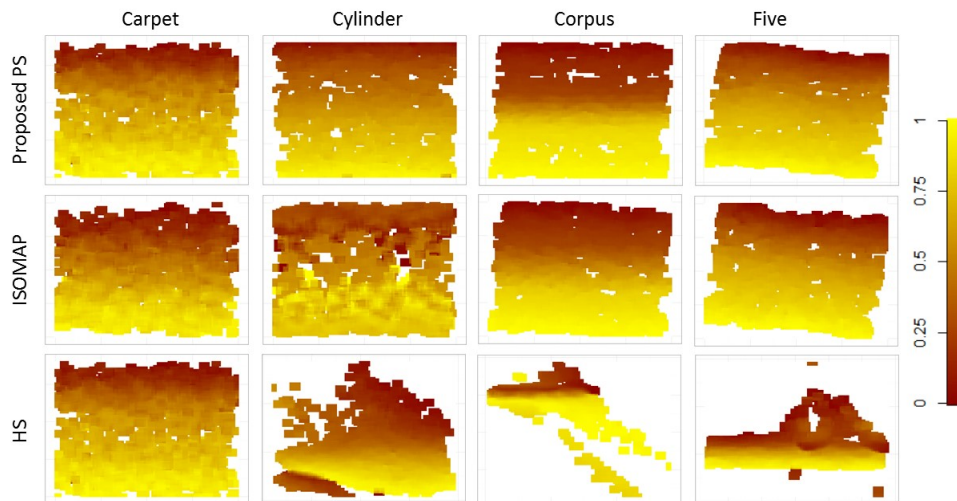 Carpet
Cylinder
Corpus
Five
Proposed PS
ISOMAP
HS
1
0.75
0.5
0.25
0